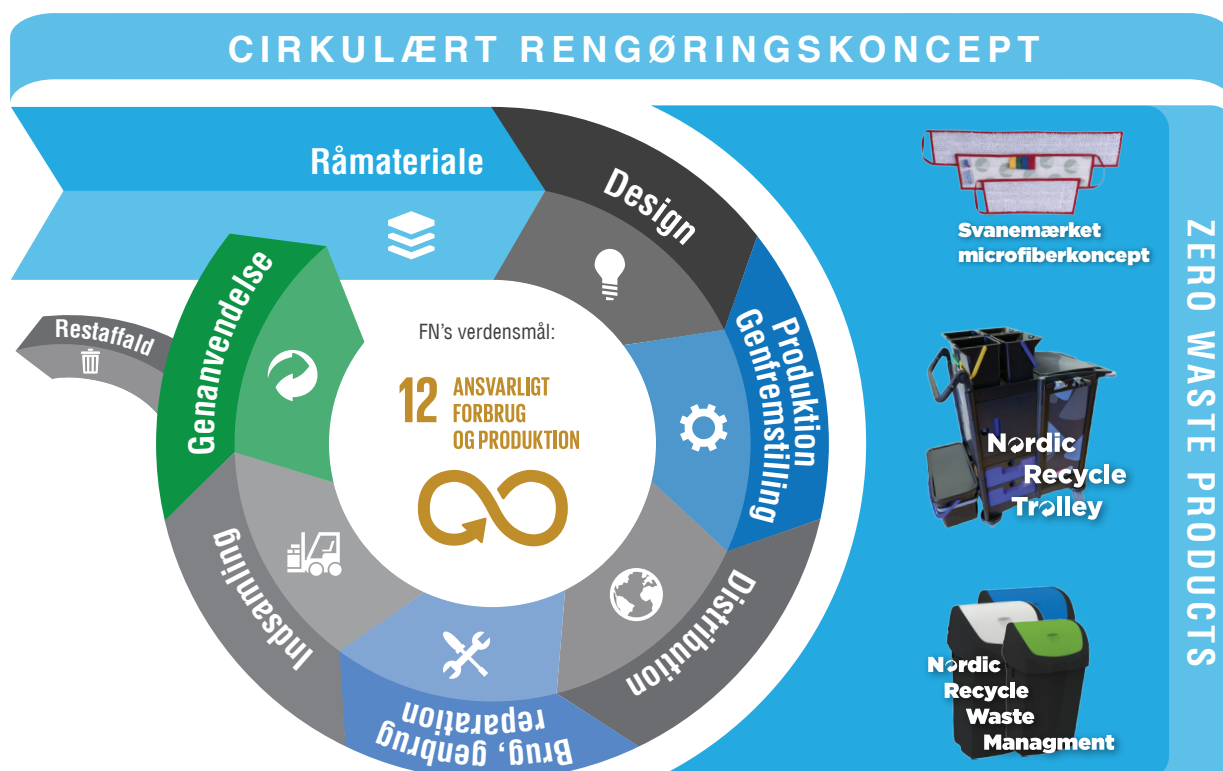 CIRKULÆRT RENGØRINGSKONCEPT
Råmateriale
Design
Produktion
Genfremstilling
Distribution
Brug, genbrug
reparation
Indsamling
Genanvendelse
Restaffald
FN's verdensmål:
12 ANSVARLIGT
FORBRUG
OG PRODUKTION
Svanemærket
microfiberkoncept
Nordic
Recycle
Trolley
Nordic
Recycle
Waste
Managment
ZERO WASTE PRODUCTS